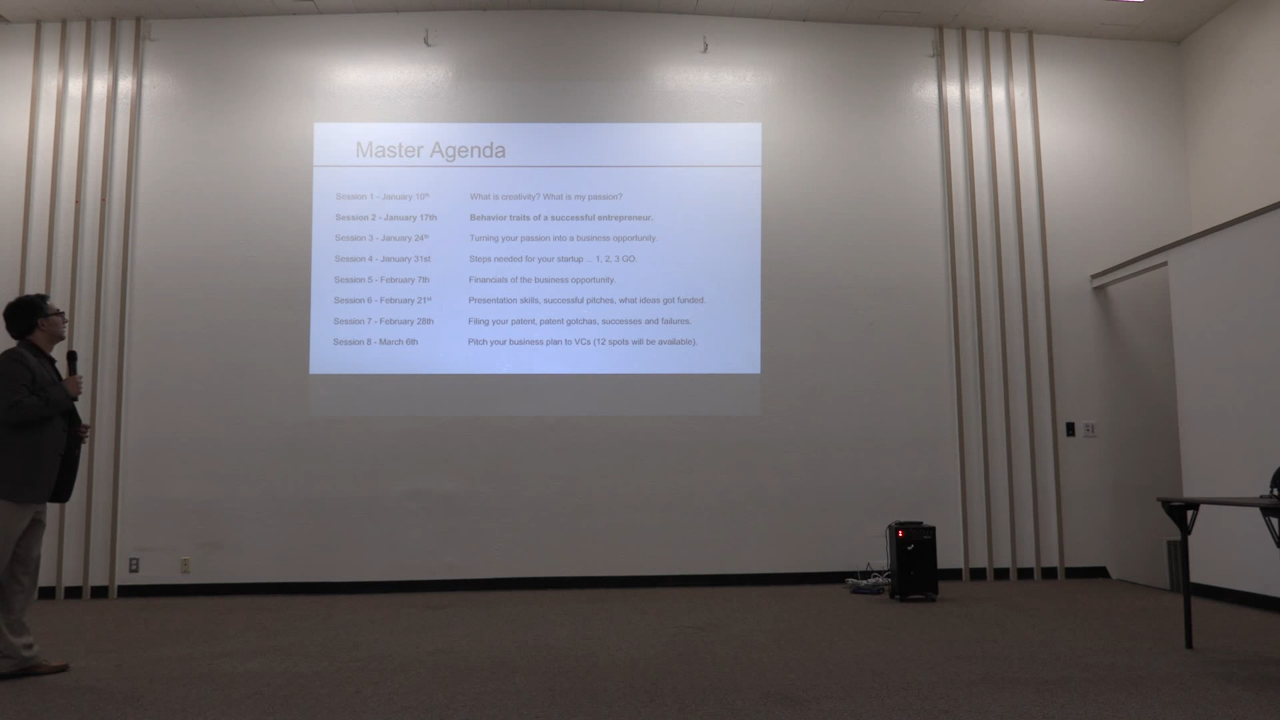 Master Agenda
Session 1 - January 10th What is creativity? What is my passion?
Session 2 - January 17th Behavior traits of a successful entrepreneur.
Session 3 - January 24th Turning your passion into a business opportunity.
Session 4 - January 31st Steps needed for your startup ... 1, 2, 3 GO.
Session 5 - February 7th Financials of the business opportunity.
Session 6 - February 21st Presentation skills, successful pitches, what ideas got funded.
Session 7 - February 28th Filing your patent, patent gotchas, successes and failures.
Session 8 - March 6th Pitch your business plan to VCs (12 spots will be available).